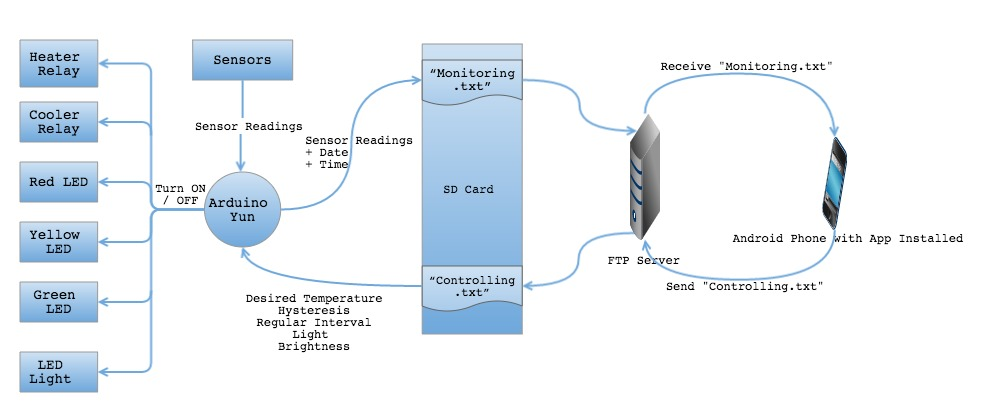 Heater
Relay
Cooler
Relay
Red LED
Yellow
LED
Green
LED
LED
Light
Turn ON
/ OFF
Sensors
Sensor Readings
Arduino
Yun
Sensor Readings
+ Date
+ Time
Desired Temperature
Hysteresis
Regular Interval
Light
Brightness
“Monitoring
.txt”
SD Card
“Controlling
.txt”
Receive "Monitoring.txt"
FTP Server
Android Phone with App Installed
Send "Controlling.txt"